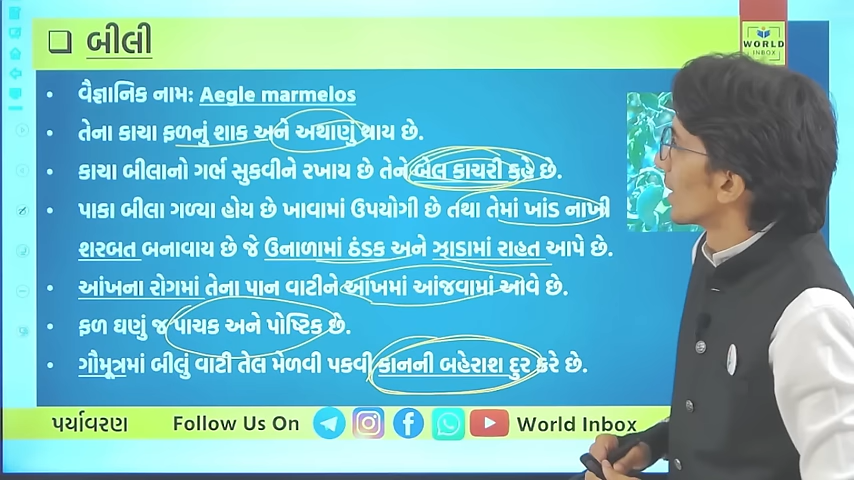 ❑ બીલી
WORLD
INBOX
• વૈજ્ઞાનિક નામ: Aegle marmelos
• તેના કાચા ફળનું શાક અને અથાણું થાય છે.
• કાચા બીલાનો ગર્ભ સુકવીને રખાય છે તેને બેલ કાચરી કહે છે.
• પાકા બીલા ગળ્યા હોય છે ખાવામાં ઉપયોગી છે તથા તેમાં ખાંડ નાખી
શરબત બનાવાય છે જે ઉનાળામાં ઠંડક અને ઝાડામાં રાહત આપે છે.
• આંખના રોગમાં તેના પાન વાટીને આંખમાં આંજવામાં આવે છે.
• ફળ ઘણું જ પાચક અને પોષ્ટિક છે.
• ગૌમૂત્રમાં બીલું વાટી તેલ મેળવી પકવી કાનની બહેરાશ દુર કરે છે.
પર્યાવરણ Follow Us On World Inbox